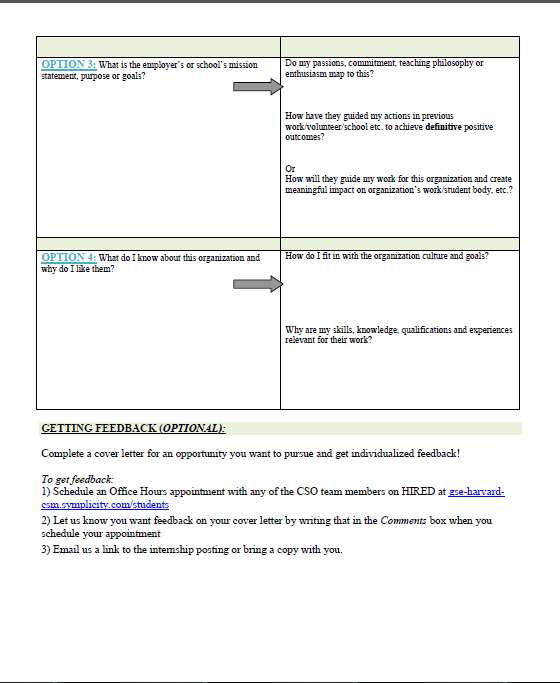 OPTION 3: What is the employer's or school's mission
statement, purpose or goals?
Do my passions, commitment, teaching philosophy or
enthusiasm map to this?
How have they guided my actions in previous
work/volunteer/school etc. to achieve definitive positive
outcomes?
Or
How will they guide my work for this organization and create
meaningful impact on organization's work/student body, etc.?
OPTION 4: What do I know about this organization and
why do I like them?
How do I fit in with the organization culture and goals?
Why are my skills, knowledge, qualifications and experiences
relevant for their work?
GETTING FEEDBACK (OPTIONAL):
Complete a cover letter for an opportunity you want to pursue and get individualized feedback!
To get feedback:
1) Schedule an Office Hours appointment with any of the CSO team members on HIRED at gse-harvard-
csm.symplicity.com/students
2) Let us know you want feedback on your cover letter by writing that in the Comments box when you
schedule your appointment
3) Email us a link to the internship posting or bring a copy with you.